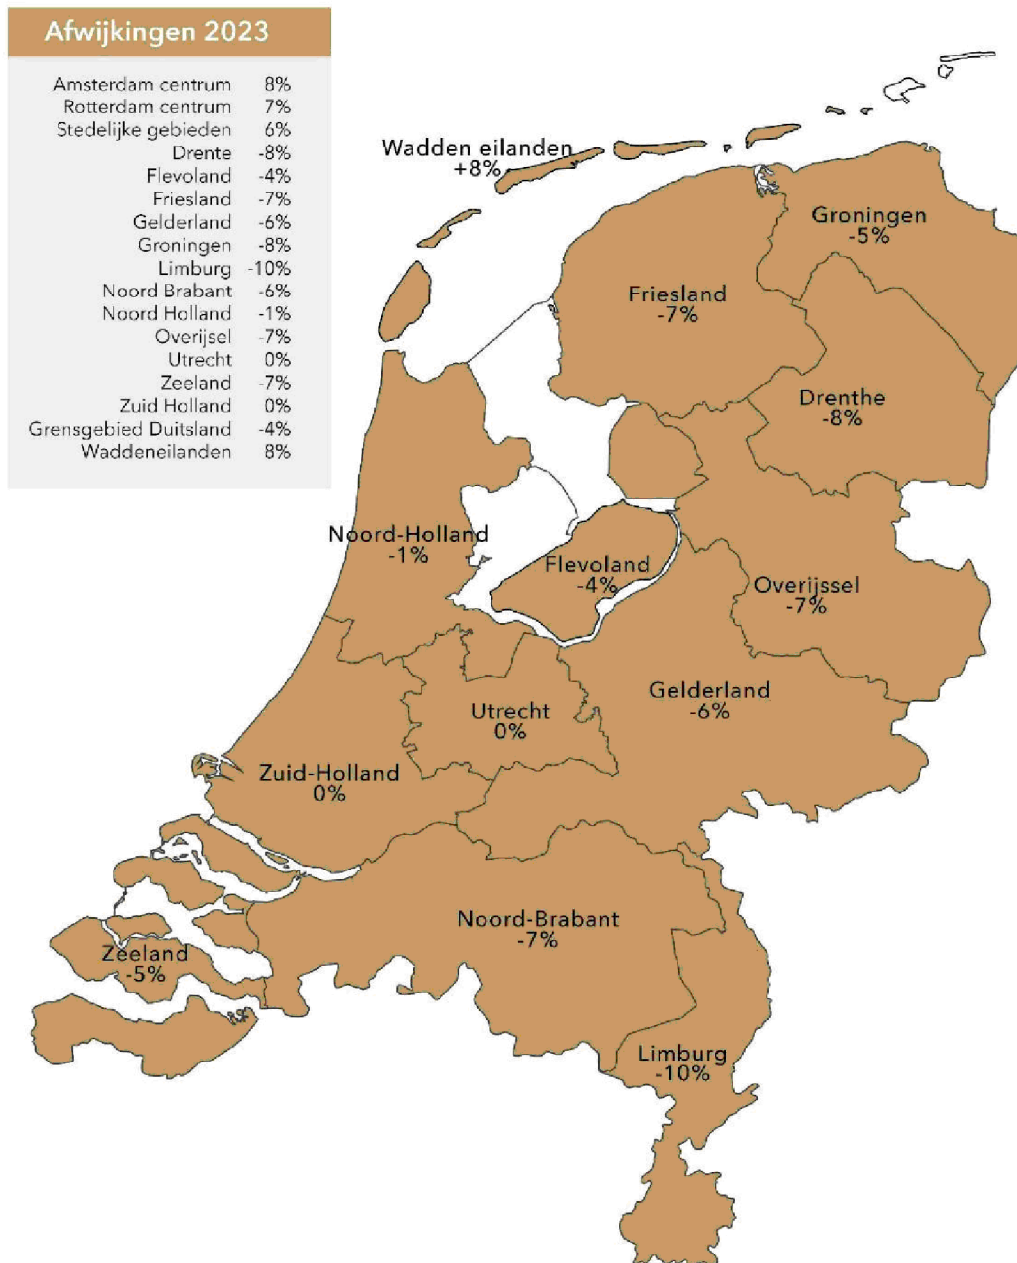 Afwijkingen 2023
Amsterdam centrum 8%
Rotterdam centrum 7%
Stedelijke gebieden 6%
Drente -8%
Flevoland -4%
Friesland -7%
Gelderland -6%
Groningen -8%
Limburg -10%
Noord Brabant -6%
Noord Holland -1%
Overijsel -7%
Utrecht 0%
Zeeland -7%
Zuid Holland 0%
Grensgebied Duitsland -4%
Waddeneilanden 8%
Wadden eilanden
+8%
Groningen
-5%
Friesland
-7%
Drenthe
-8%
Noord-Holland
-1%
Flevoland
-4%
Overijssel
-7%
Gelderland
-6%
Utrecht
0%
Zuid-Holland
0%
Noord-Brabant
-7%
Zeeland
-5%
Limburg
-10%